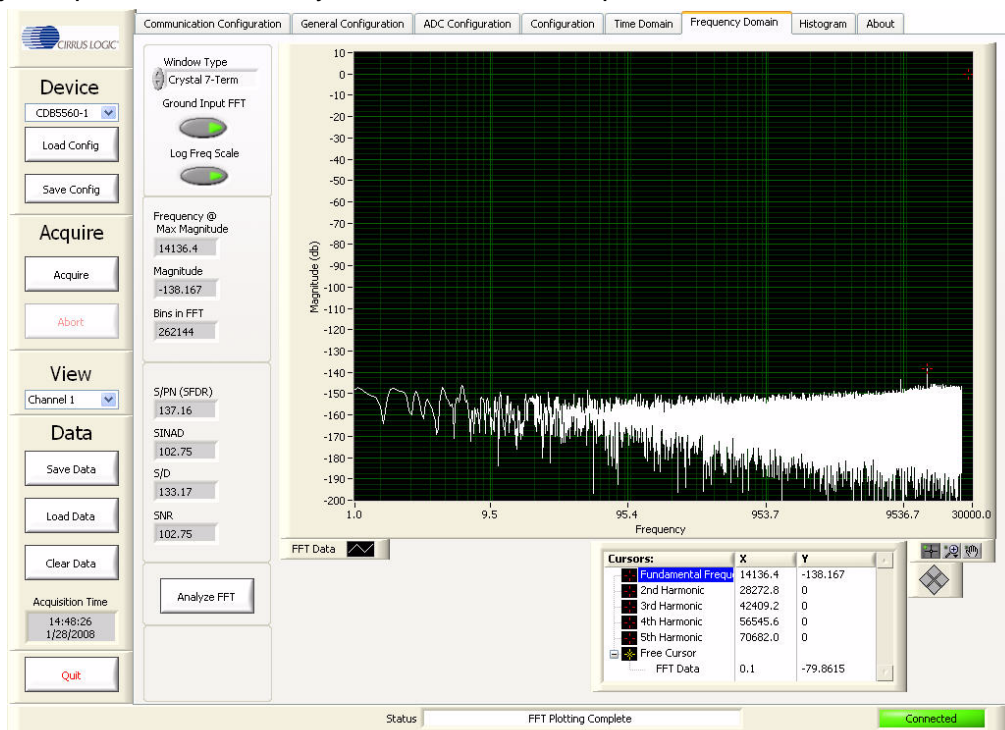 Communication Configuration General Configuration ADC Configuration Configuration Time Domain Frequency Domain Histogram About
CIRRUS LOGIC
Device
CDB5560-1
Load Config
Save Config
Acquire
Acquire
Abort
View
Channel 1
Data
Save Data
Load Data
Clear Data
Acquisition Time
14:48:26
1/28/2008
Quit
Window Type
Crystal 7-Term
Ground Input FFT
Log Freq Scale
Frequency @
Max Magnitude
14136.4
Magnitude
-138.167
Bins in FFT
262144
S/PN (SFDR)
137.16
SINAD
102.75
S/D
133.17
SNR
102.75
Analyze FFT
Magnitude (db)
10
0
-10
-20
-30
-40
-50
-60
-70
-80
-90
-100
-110
-120
-130
-140
-150
-160
-170
-180
-190
-200
1.0 9.5 95.4 953.7 9536.7 30000.0
Frequency
FFT Data
Cursors: X Y
Fundamental Frequ 14136.4 -138.167
2nd Harmonic 28272.8 0
3rd Harmonic 42409.2 0
4th Harmonic 56545.6 0
5th Harmonic 70682.0 0
Free Cursor
FFT Data 0.1 -79.8615
Status FFT Plotting Complete Connected